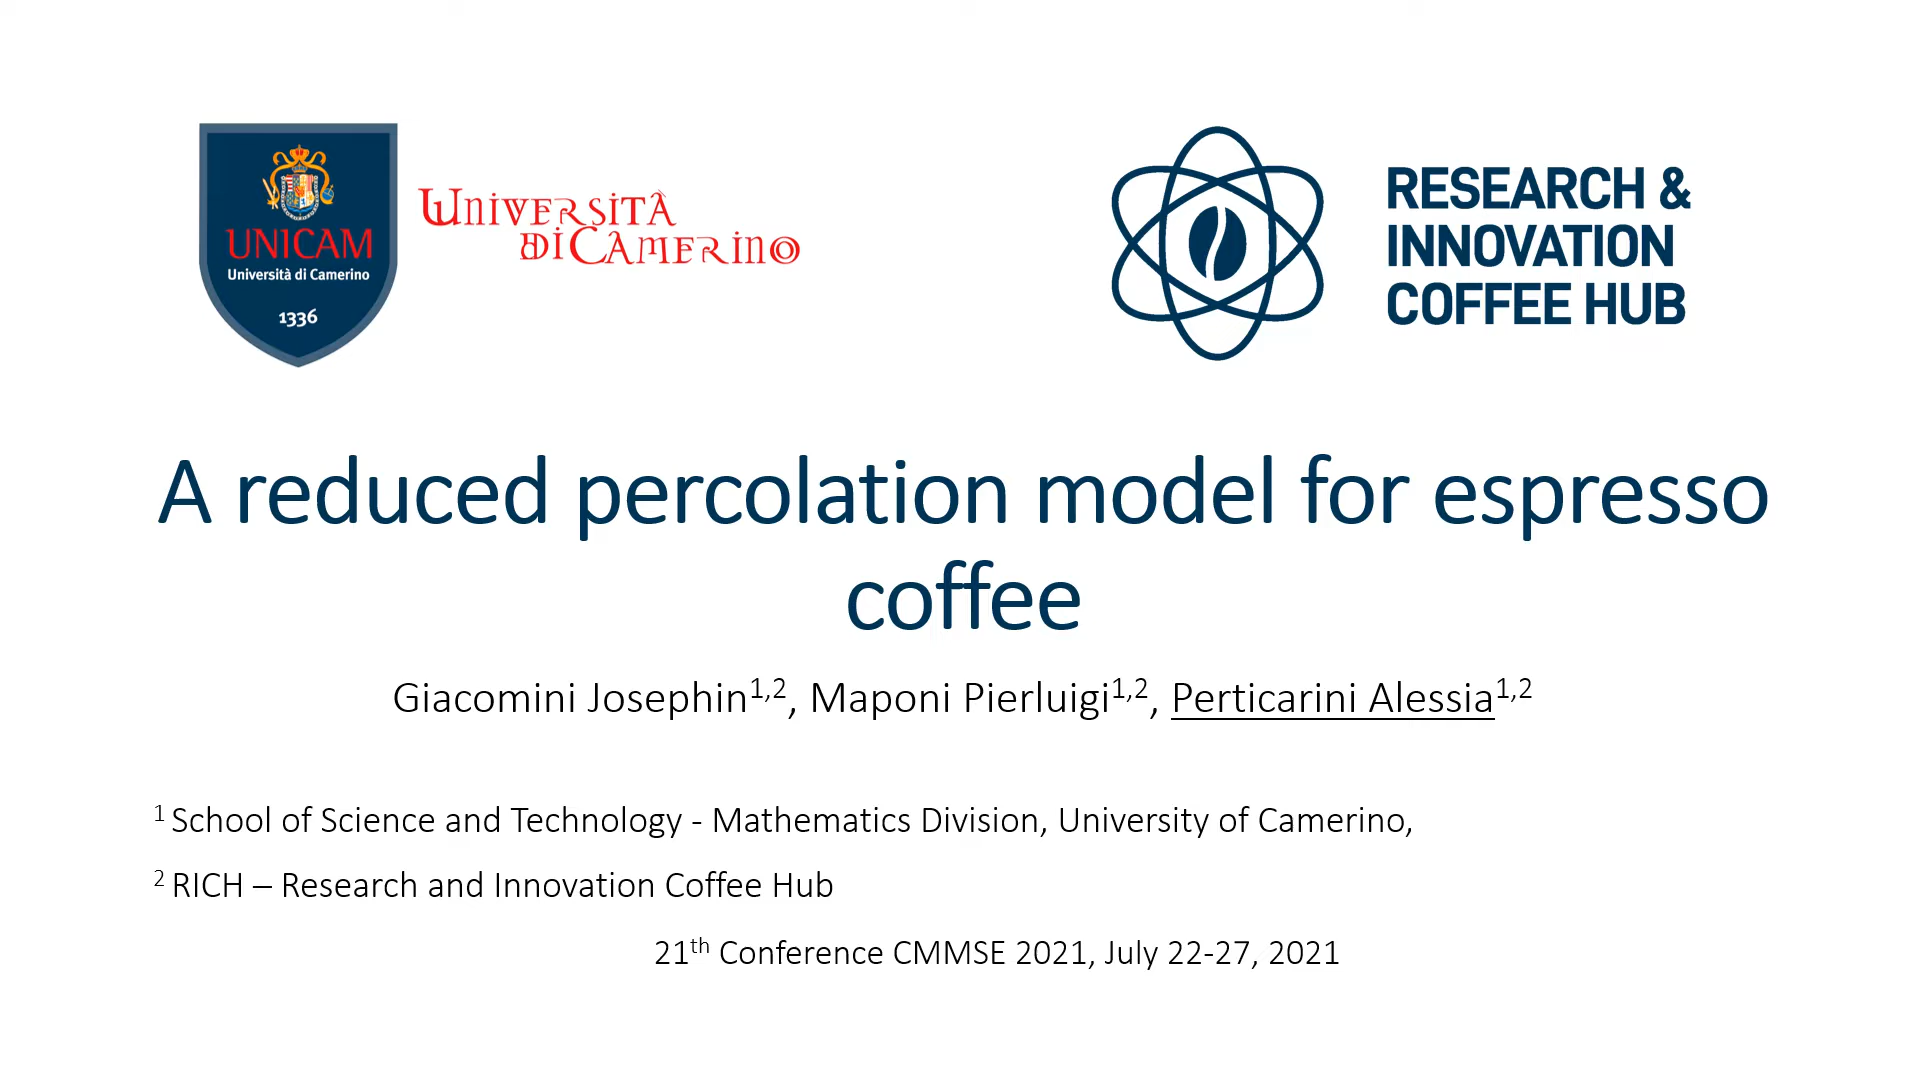 UNICAM
Università di Camerino
1336
Università
di Camerino
RESEARCH &
INNOVATION
COFFEE HUB
A reduced percolation model for espresso
coffee
Giacomini Josephin1,2, Maponi Pierluigi1,2, Perticarini Alessia1,2
1 School of Science and Technology - Mathematics Division, University of Camerino,
2 RICH – Research and Innovation Coffee Hub
21th Conference CMMSE 2021, July 22-27, 2021